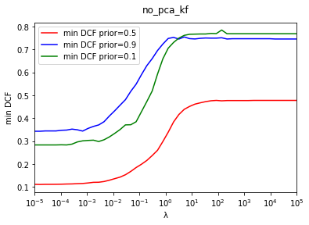 no_pca_kf
min DCF prior=0.5
min DCF prior=0.9
min DCF prior=0.1
min DCF
0.8
0.7
0.6
0.5
0.4
0.3
0.2
0.1
10⁻⁵ 10⁻⁴ 10⁻³ 10⁻² 10⁻¹ 10⁰ 10¹ 10² 10³ 10⁴ 10⁵
λ